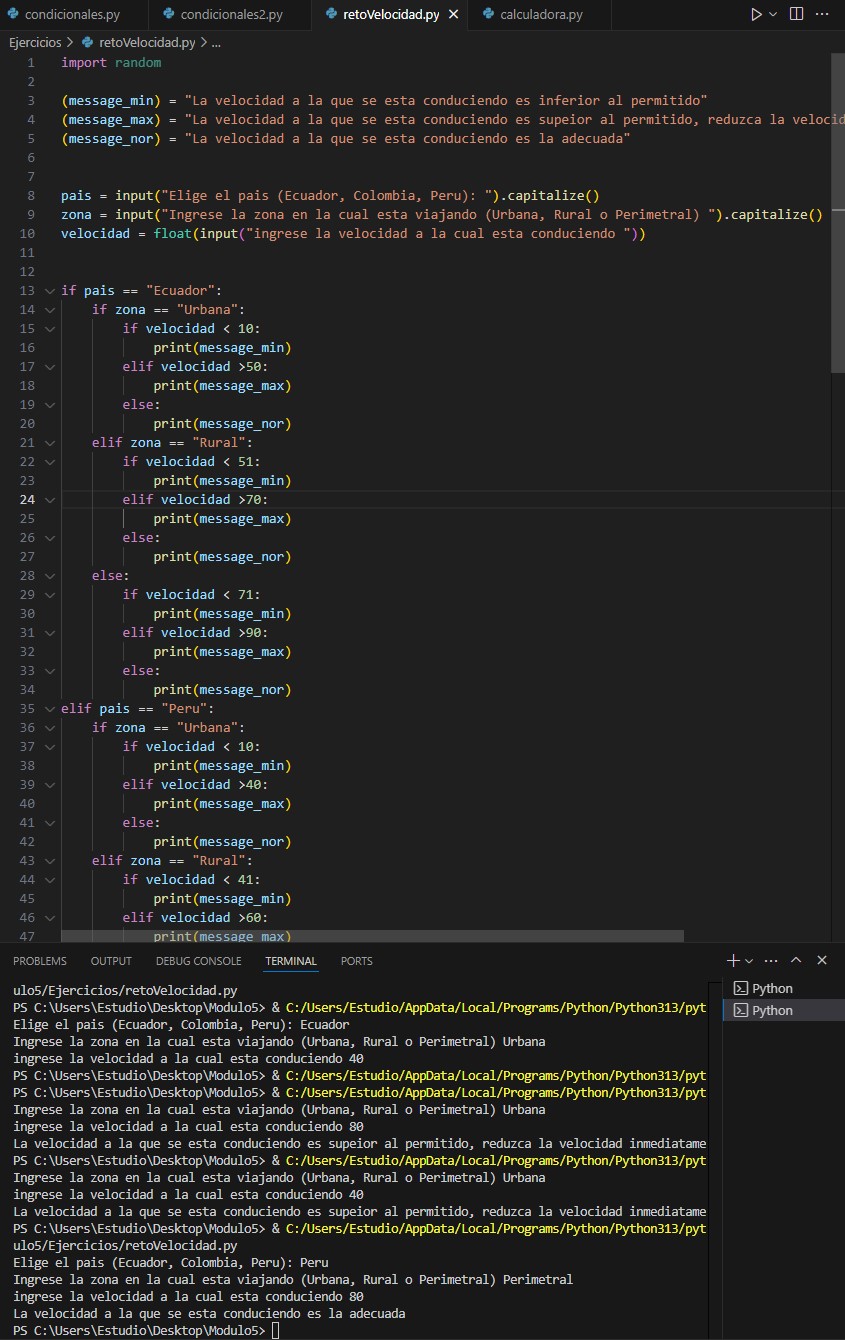 condicionales.py condicionales2.py retoVelocidad.py calculadora.py
Ejercicios > retoVelocidad.py > ...
1 import random
2
3 (message_min) = "La velocidad a la que se esta conduciendo es inferior al permitido"
4 (message_max) = "La velocidad a la que se esta conduciendo es supeior al permitido, reduzca la velocid
5 (message_nor) = "La velocidad a la que se esta conduciendo es la adecuada"
6
7
8 pais = input("Elige el pais (Ecuador, Colombia, Peru): ").capitalize()
9 zona = input("Ingrese la zona en la cual esta viajando (Urbana, Rural o Perimetral) ").capitalize()
10 velocidad = float(input("ingrese la velocidad a la cual esta conduciendo "))
11
12
13 if pais == "Ecuador":
14 if zona == "Urbana":
15 if velocidad < 10:
16 print(message_min)
17 elif velocidad >50:
18 print(message_max)
19 else:
20 print(message_nor)
21 elif zona == "Rural":
22 if velocidad < 51:
23 print(message_min)
24 elif velocidad >70:
25 print(message_max)
26 else:
27 print(message_nor)
28 else:
29 if velocidad < 71:
30 print(message_min)
31 elif velocidad >90:
32 print(message_max)
33 else:
34 print(message_nor)
35 elif pais == "Peru":
36 if zona == "Urbana":
37 if velocidad < 10:
38 print(message_min)
39 elif velocidad >40:
40 print(message_max)
41 else:
42 print(message_nor)
43 elif zona == "Rural":
44 if velocidad < 41:
45 print(message_min)
46 elif velocidad >60:
47 print(message_max)
PROBLEMS OUTPUT DEBUG CONSOLE TERMINAL PORTS
Python
Python
ulo5/Ejercicios/retoVelocidad.py
PS C:\Users\Estudio\Desktop\Modulo5> & C:/Users/Estudio/AppData/Local/Programs/Python/Python313/pyt
Elige el pais (Ecuador, Colombia, Peru): Ecuador
Ingrese la zona en la cual esta viajando (Urbana, Rural o Perimetral) Urbana
ingrese la velocidad a la cual esta conduciendo 40
PS C:\Users\Estudio\Desktop\Modulo5> & C:/Users/Estudio/AppData/Local/Programs/Python/Python313/pyt
PS C:\Users\Estudio\Desktop\Modulo5> & C:/Users/Estudio/AppData/Local/Programs/Python/Python313/pyt
Ingrese la zona en la cual esta viajando (Urbana, Rural o Perimetral) Urbana
ingrese la velocidad a la cual esta conduciendo 80
La velocidad a la que se esta conduciendo es supeior al permitido, reduzca la velocidad inmediatame
PS C:\Users\Estudio\Desktop\Modulo5> & C:/Users/Estudio/AppData/Local/Programs/Python/Python313/pyt
Ingrese la zona en la cual esta viajando (Urbana, Rural o Perimetral) Urbana
ingrese la velocidad a la cual esta conduciendo 40
La velocidad a la que se esta conduciendo es supeior al permitido, reduzca la velocidad inmediatame
PS C:\Users\Estudio\Desktop\Modulo5> & C:/Users/Estudio/AppData/Local/Programs/Python/Python313/pyt
ulo5/Ejercicios/retoVelocidad.py
Elige el pais (Ecuador, Colombia, Peru): Peru
Ingrese la zona en la cual esta viajando (Urbana, Rural o Perimetral) Perimetral
ingrese la velocidad a la cual esta conduciendo 80
La velocidad a la que se esta conduciendo es la adecuada
PS C:\Users\Estudio\Desktop\Modulo5>